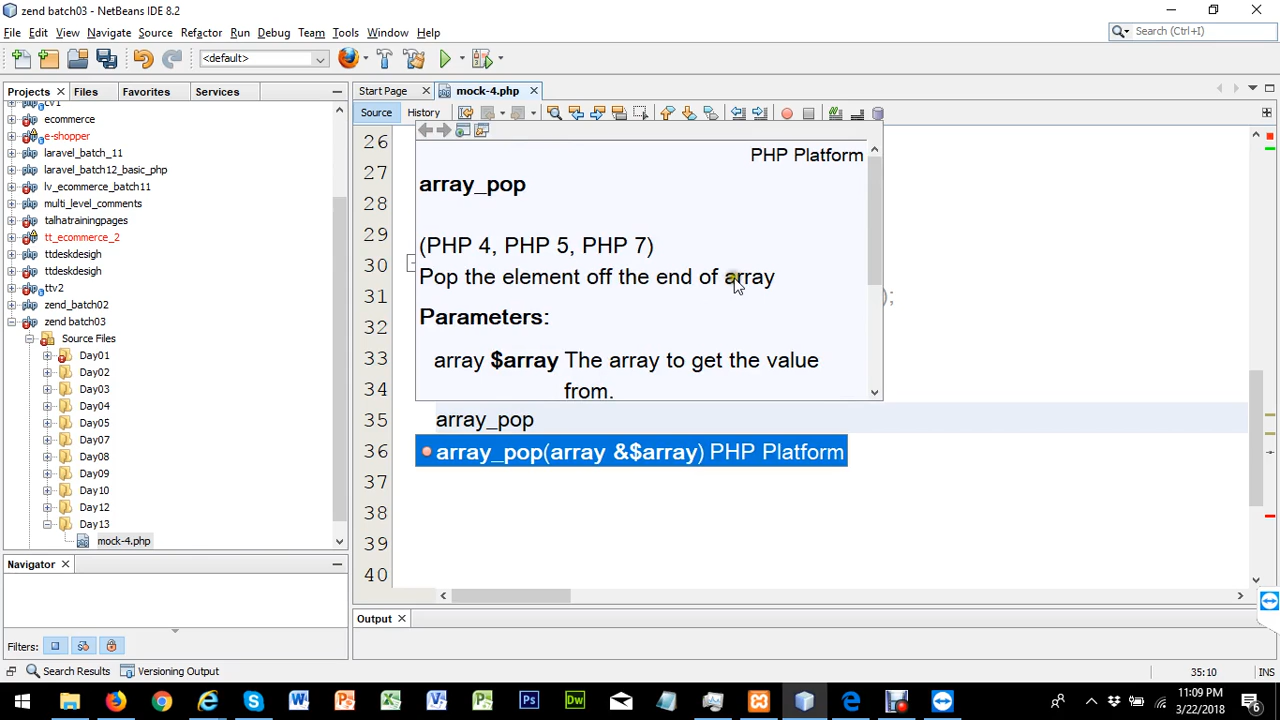 zend batch03 - NetBeans IDE 8.2
File Edit View Navigate Source Refactor Run Debug Team Tools Window Help
Search (Ctrl+I)
<default>
Projects Files Favorites Services
Start Page mock-4.php
Source History
cv1
ecommerce
e-shopper
laravel_batch_11
laravel_batch12_basic_php
lv_ecommerce_batch11
multi_level_comments
talhatrainingpages
tt_ecommerce_2
ttdeskdesigh
ttdeskdesigh
ttv2
zend_batch02
zend batch03
Source Files
Day01
Day02
Day03
Day04
Day05
Day06
Day07
Day08
Day09
Day10
Day12
Day13
mock-4.php
26
27
28
29
30
31 );
32
33
34
35 array_pop
36
37
38
39
40
PHP Platform
array_pop
(PHP 4, PHP 5, PHP 7)
Pop the element off the end of array
Parameters:
array $array The array to get the value
from.
array_pop(array &$array) PHP Platform
Navigator
Filters:
Output
Search Results Versioning Output
35:10 INS
11:09 PM
3/22/2018
6